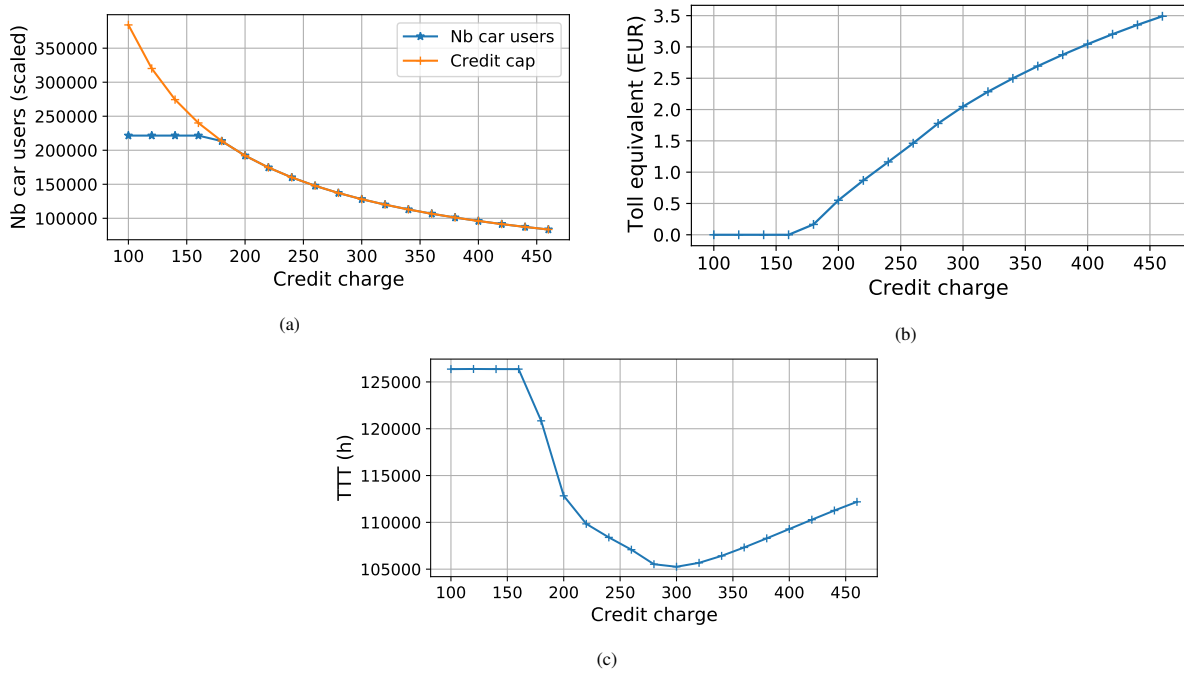 Nb car users (scaled)
350000
300000
250000
200000
150000
100000
Nb car users
Credit cap
100 150 200 250 300 350 400 450
Credit charge
(a)
Toll equivalent (EUR)
3.5
3.0
2.5
2.0
1.5
1.0
0.5
0.0
100 150 200 250 300 350 400 450
Credit charge
(b)
TTT (h)
125000
120000
115000
110000
105000
100 150 200 250 300 350 400 450
Credit charge
(c)